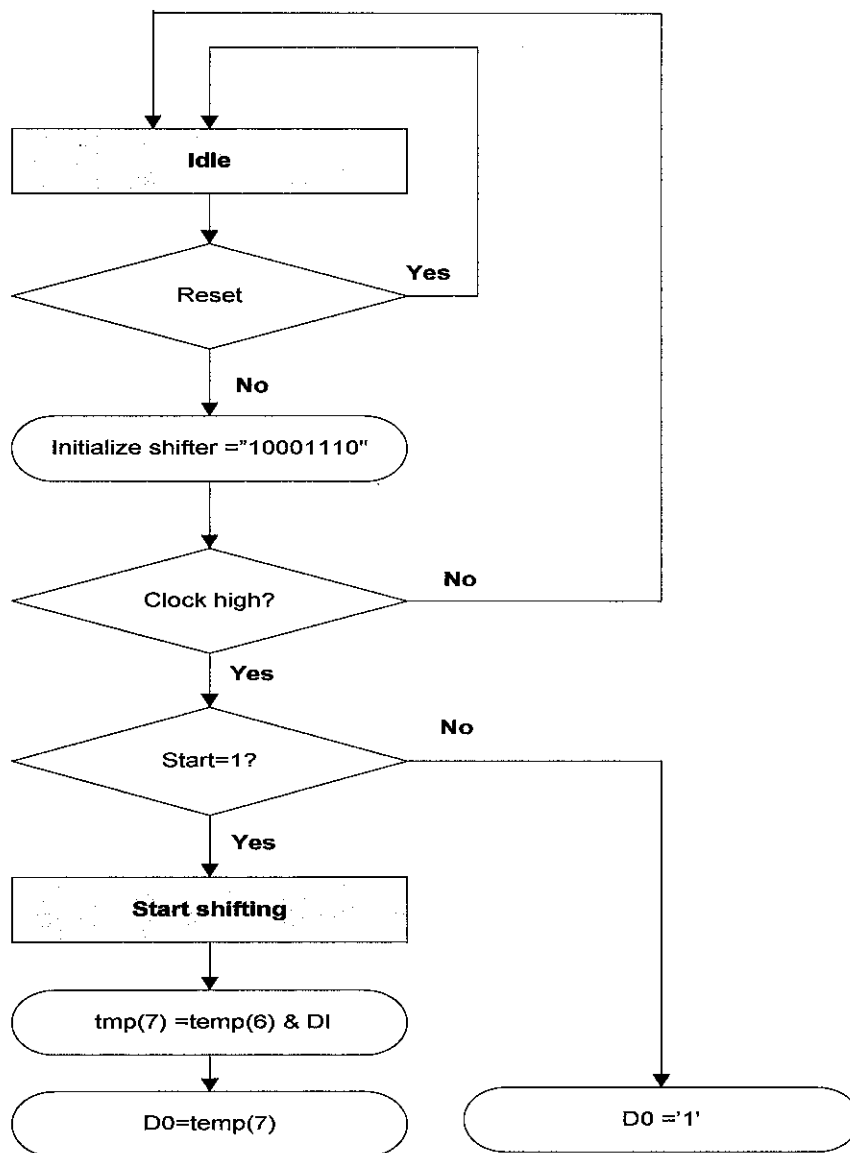 Idle
Reset
Yes
No
Initialize shifter ="10001110"
Clock high?
No
Yes
Start=1?
No
Yes
Start shifting
tmp(7) =temp(6) & DI
D0=temp(7)
D0 ='1'